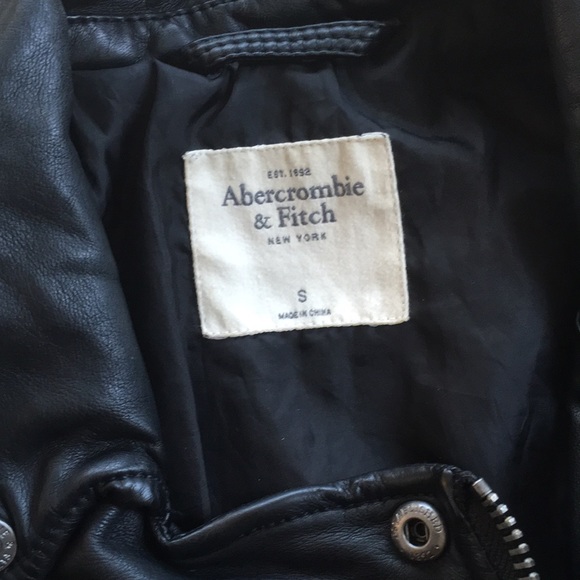 EST. 1892
Abercrombie
& Fitch
NEW YORK
S
MADE IN CHINA